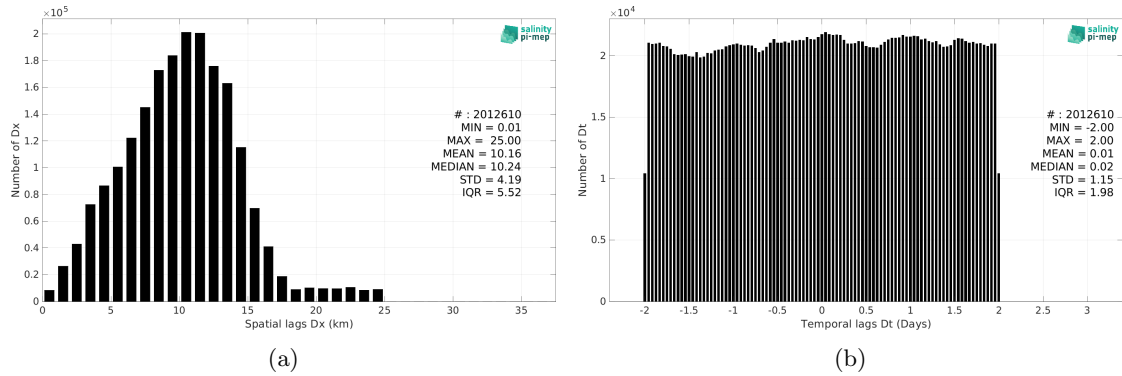 ×10⁵
2
1.8
1.6
1.4
1.2
1
0.8
0.6
0.4
0.2
0
Number of Dx
0 5 10 15 20 25 30 35
Spatial lags Dx (km)
salinity
pi-mep
# : 2012610
MIN = 0.01
MAX = 25.00
MEAN = 10.16
MEDIAN = 10.24
STD = 4.19
IQR = 5.52
(a)
×10⁴
2
1.5
1
0.5
0
Number of Dt
-2 -1.5 -1 -0.5 0 0.5 1 1.5 2 2.5 3
Temporal lags Dt (Days)
salinity
pi-mep
# : 2012610
MIN = -2.00
MAX = 2.00
MEAN = 0.01
MEDIAN = 0.02
STD = 1.15
IQR = 1.98
(b)